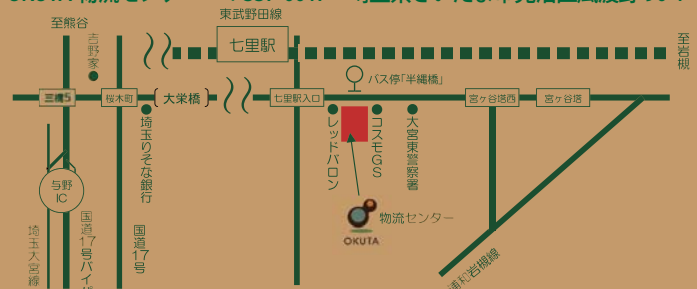 東武野田線
至熊谷
吉野家
七里駅
至岩槻
バス停「半縄橋」
三橋5
桜木町
大栄橋
七里駅入口
宮ヶ谷塔西
宮ヶ谷塔
埼玉りそな銀行
レッドバロン
コスモGS
大宮東警察署
与野
IC
物流センター
OKUTA
埼玉大宮線
国道17号バイ
国道17号
浦和岩槻線